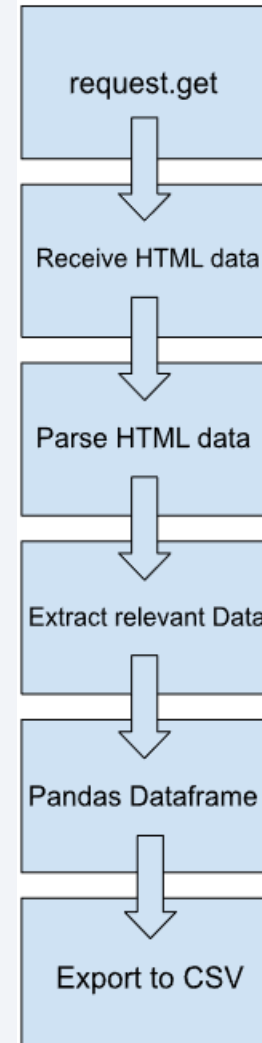 request.get
Receive HTML data
Parse HTML data
Extract relevant Data
Pandas Dataframe
Export to CSV